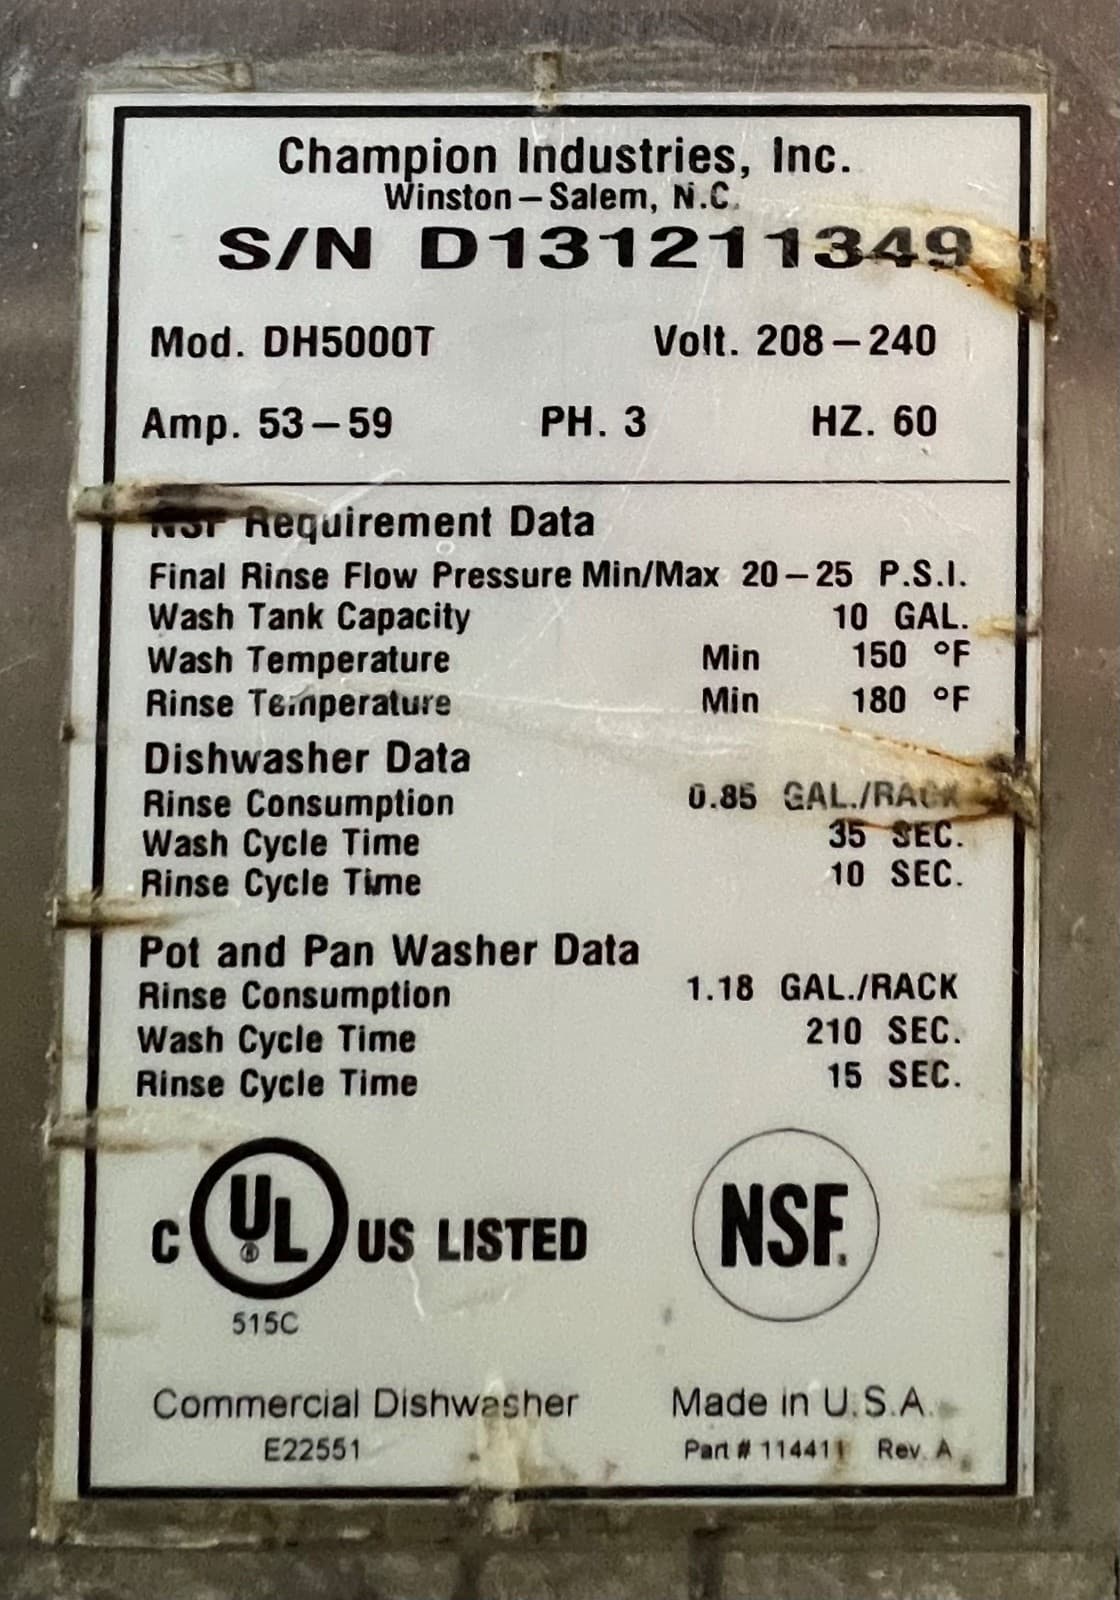 Champion Industries, Inc.
Winston-Salem, N.C.
S/N D131211349
Mod. DH5000T Volt. 208-240
Amp. 53-59 PH. 3 HZ. 60
NSF Requirement Data
Final Rinse Flow Pressure Min/Max 20-25 P.S.I.
Wash Tank Capacity 10 GAL.
Wash Temperature Min 150 °F
Rinse Temperature Min 180 °F
Dishwasher Data
Rinse Consumption 0.85 GAL./RACK
Wash Cycle Time 35 SEC.
Rinse Cycle Time 10 SEC.
Pot and Pan Washer Data
Rinse Consumption 1.18 GAL./RACK
Wash Cycle Time 210 SEC.
Rinse Cycle Time 15 SEC.
C UL® US LISTED NSF®
515C
Commercial Dishwasher Made in U.S.A.
E22551 Part # 114411 Rev. A